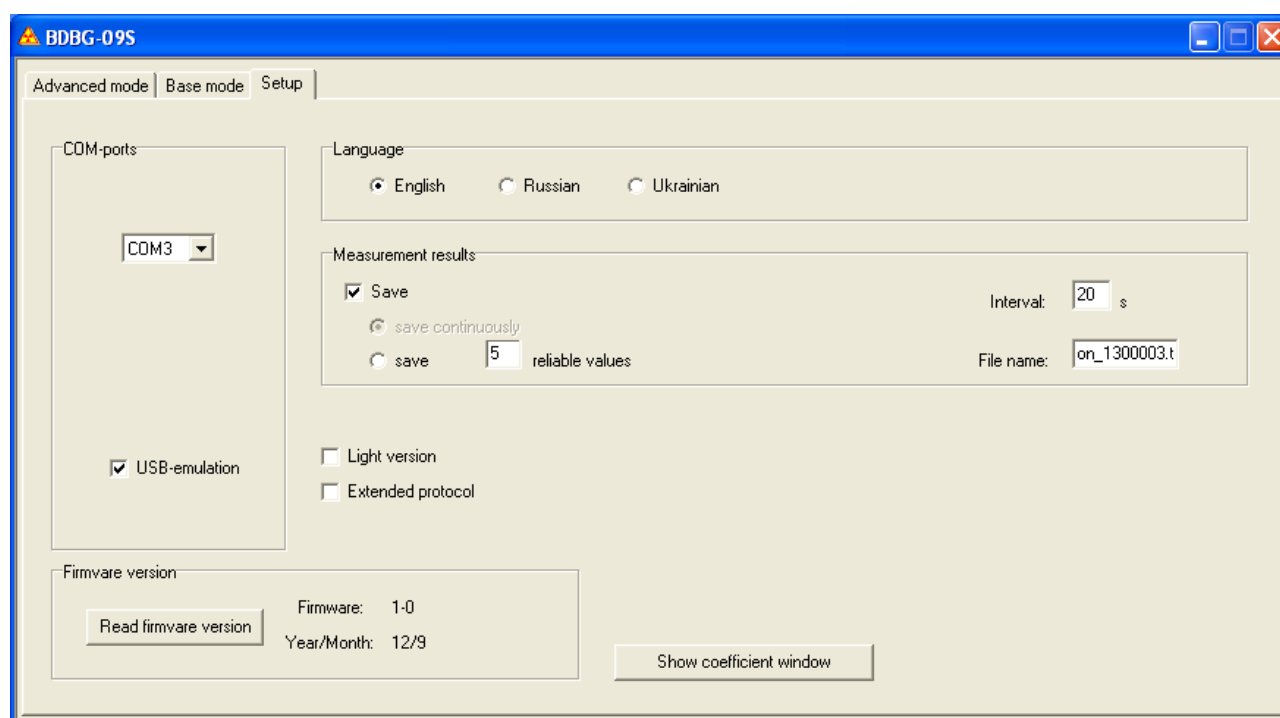 BDBG-09S
Advanced mode Base mode Setup
COM-ports
COM3
USB-emulation
Language
English Russian Ukrainian
Measurement results
Save
save continuously
save 5 reliable values
Interval: 20 s
File name: on_1300003.t
Light version
Extended protocol
Firmvare version
Read firmvare version
Firmware: 1-0
Year/Month: 12/9
Show coefficient window